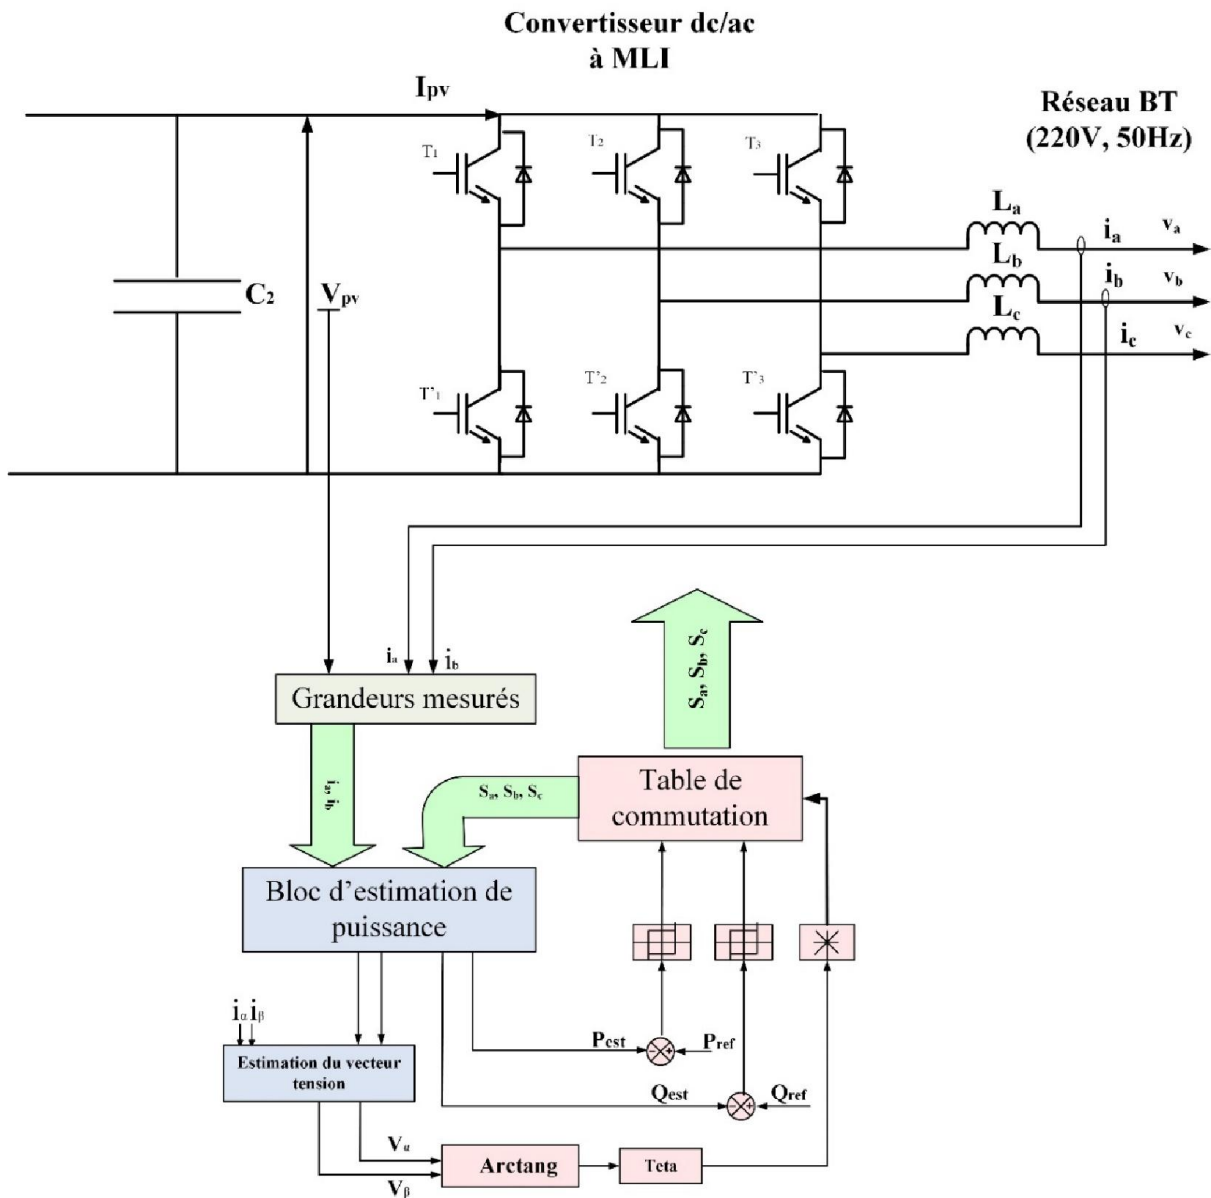 Convertisseur dc/ac
à MLI
Réseau BT
(220V, 50Hz)
Ipv
T1
T2
T3
La
ia
va
Lb
ib
vb
Lc
ic
vc
C2
Vpv
T'1
T'2
T'3
ia
ib
Grandeurs mesurés
Sa, Sb, Sc
ia, ib
Sa, Sb, Sc
Table de
commutation
Bloc d'estimation de
puissance
iα iβ
Estimation du vecteur
tension
Pest
- +
Pref
Qest
- +
Qref
Vα
Vβ
Arctang
Teta